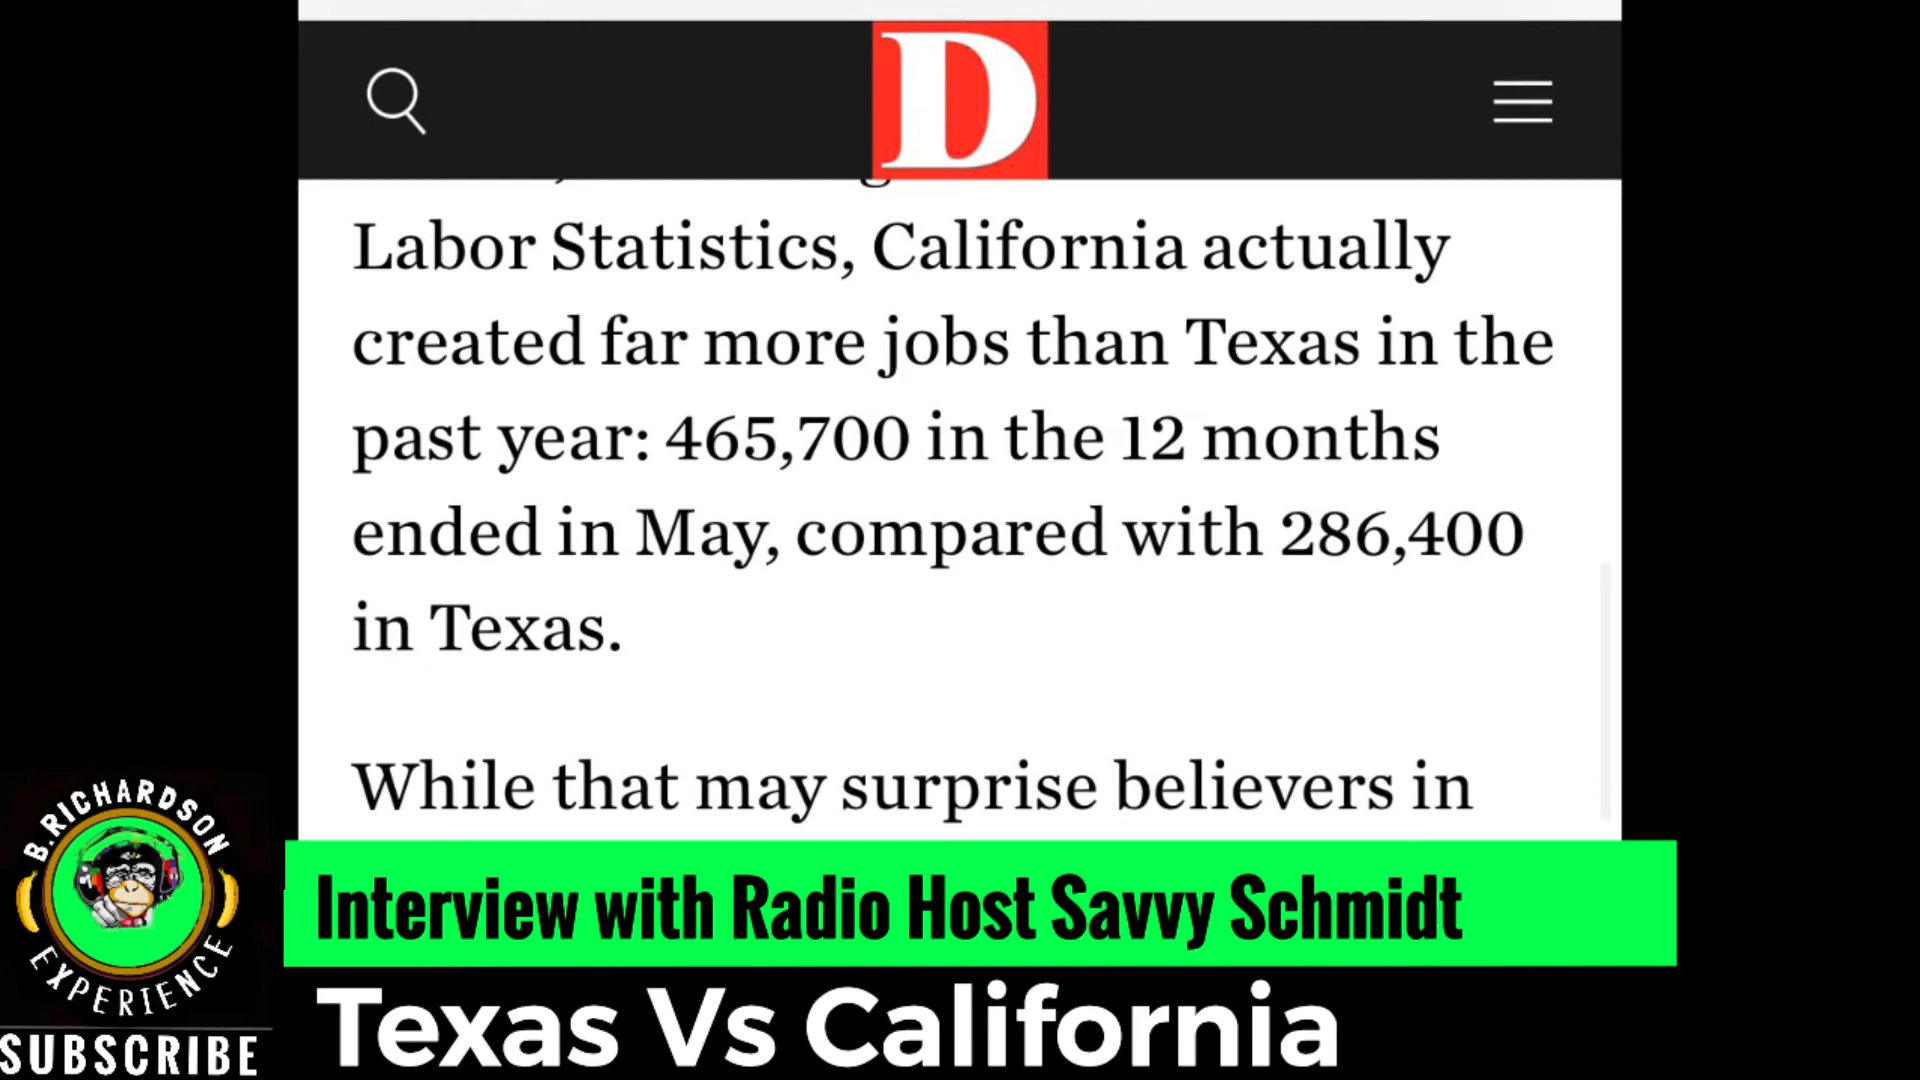 D
Labor Statistics, California actually
created far more jobs than Texas in the
past year: 465,700 in the 12 months
ended in May, compared with 286,400
in Texas.
While that may surprise believers in
B.RICHARDSON
EXPERIENCE
SUBSCRIBE
Interview with Radio Host Savvy Schmidt
Texas Vs California